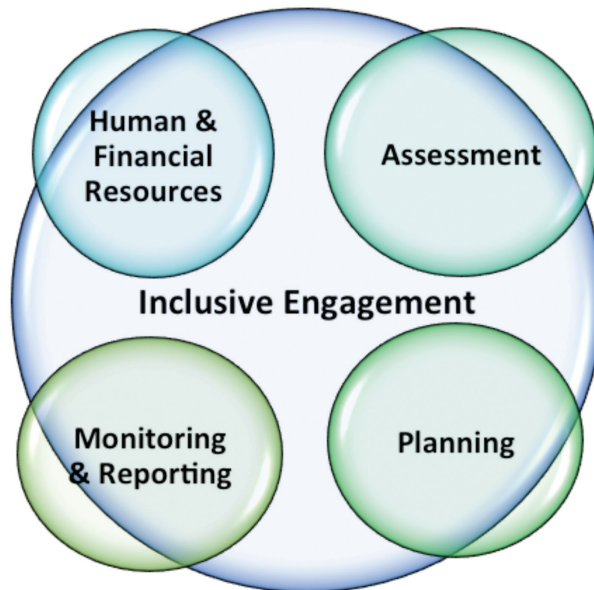 Human &
Financial
Resources
Assessment
Inclusive Engagement
Monitoring
& Reporting
Planning